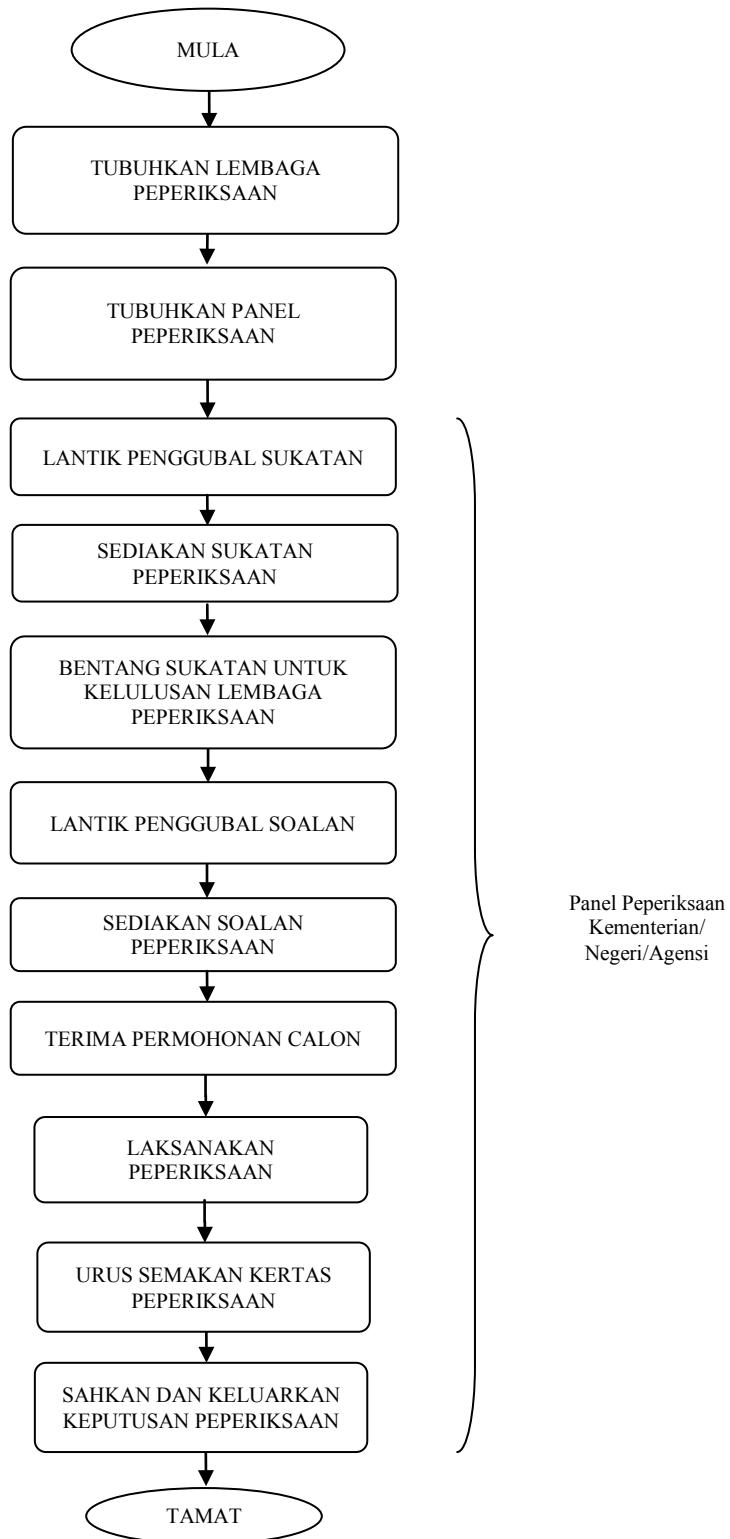 MULA
TUBUHKAN LEMBAGA
PEPERIKSAAN
TUBUHKAN PANEL
PEPERIKSAAN
LANTIK PENGGUBAL SUKATAN
SEDIAKAN SUKATAN
PEPERIKSAAN
BENTANG SUKATAN UNTUK
KELULUSAN LEMBAGA
PEPERIKSAAN
LANTIK PENGGUBAL SOALAN
SEDIAKAN SOALAN
PEPERIKSAAN
TERIMA PERMOHONAN CALON
LAKSANAKAN
PEPERIKSAAN
URUS SEMAKAN KERTAS
PEPERIKSAAN
SAHKAN DAN KELUARKAN
KEPUTUSAN PEPERIKSAAN
TAMAT
Panel Peperiksaan
Kementerian/
Negeri/Agensi